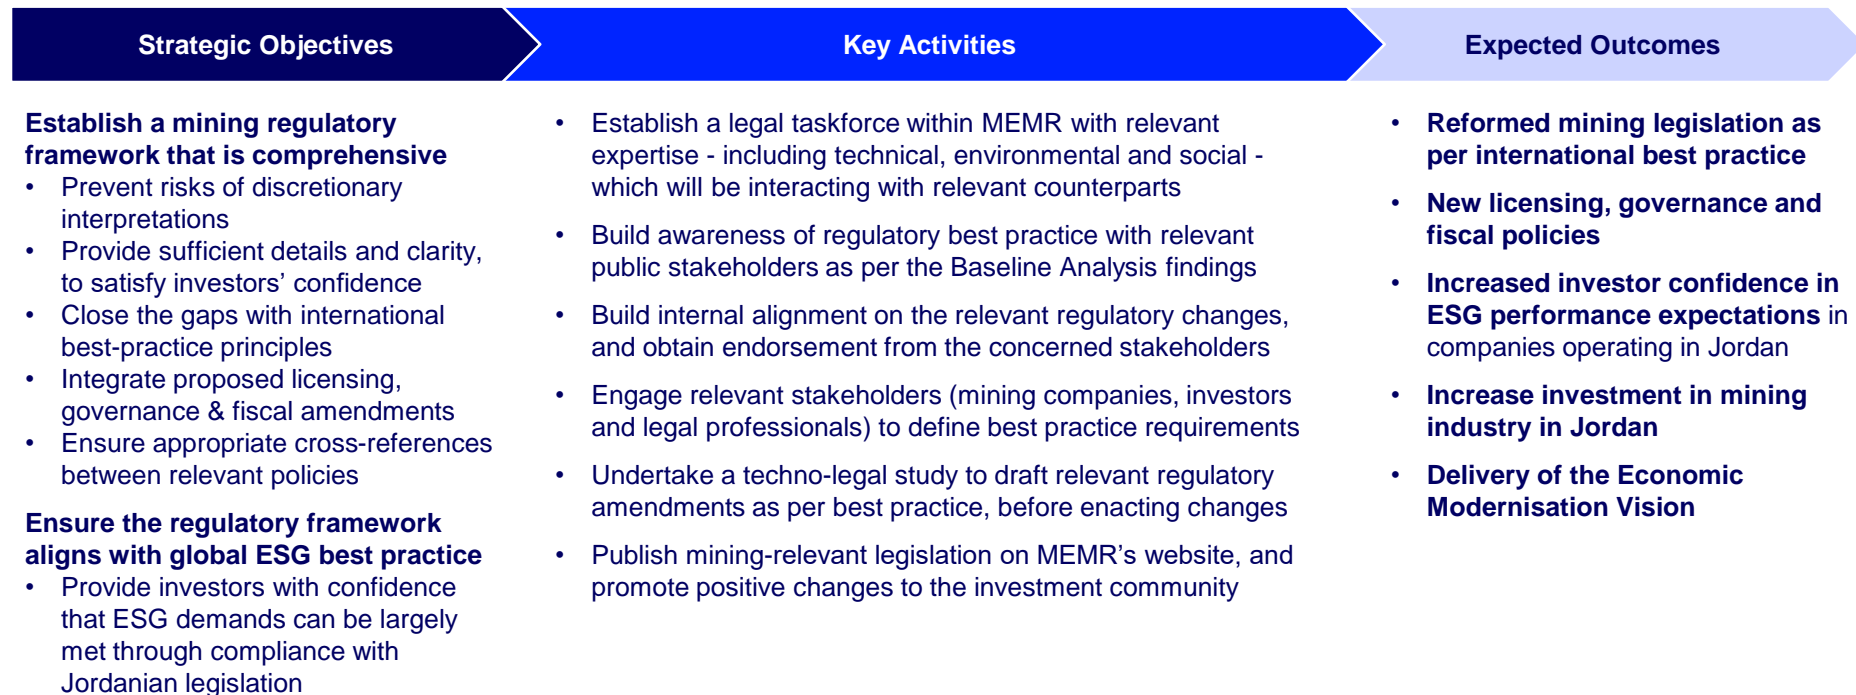 Strategic Objectives
Key Activities
Expected Outcomes
Establish a mining regulatory
framework that is comprehensive
• Prevent risks of discretionary
interpretations
• Provide sufficient details and clarity,
to satisfy investors’ confidence
• Close the gaps with international
best-practice principles
• Integrate proposed licensing,
governance & fiscal amendments
• Ensure appropriate cross-references
between relevant policies
Ensure the regulatory framework
aligns with global ESG best practice
• Provide investors with confidence
that ESG demands can be largely
met through compliance with
Jordanian legislation
• Establish a legal taskforce within MEMR with relevant
expertise - including technical, environmental and social -
which will be interacting with relevant counterparts
• Build awareness of regulatory best practice with relevant
public stakeholders as per the Baseline Analysis findings
• Build internal alignment on the relevant regulatory changes,
and obtain endorsement from the concerned stakeholders
• Engage relevant stakeholders (mining companies, investors
and legal professionals) to define best practice requirements
• Undertake a techno-legal study to draft relevant regulatory
amendments as per best practice, before enacting changes
• Publish mining-relevant legislation on MEMR’s website, and
promote positive changes to the investment community
• Reformed mining legislation as
per international best practice
• New licensing, governance and
fiscal policies
• Increased investor confidence in
ESG performance expectations in
companies operating in Jordan
• Increase investment in mining
industry in Jordan
• Delivery of the Economic
Modernisation Vision